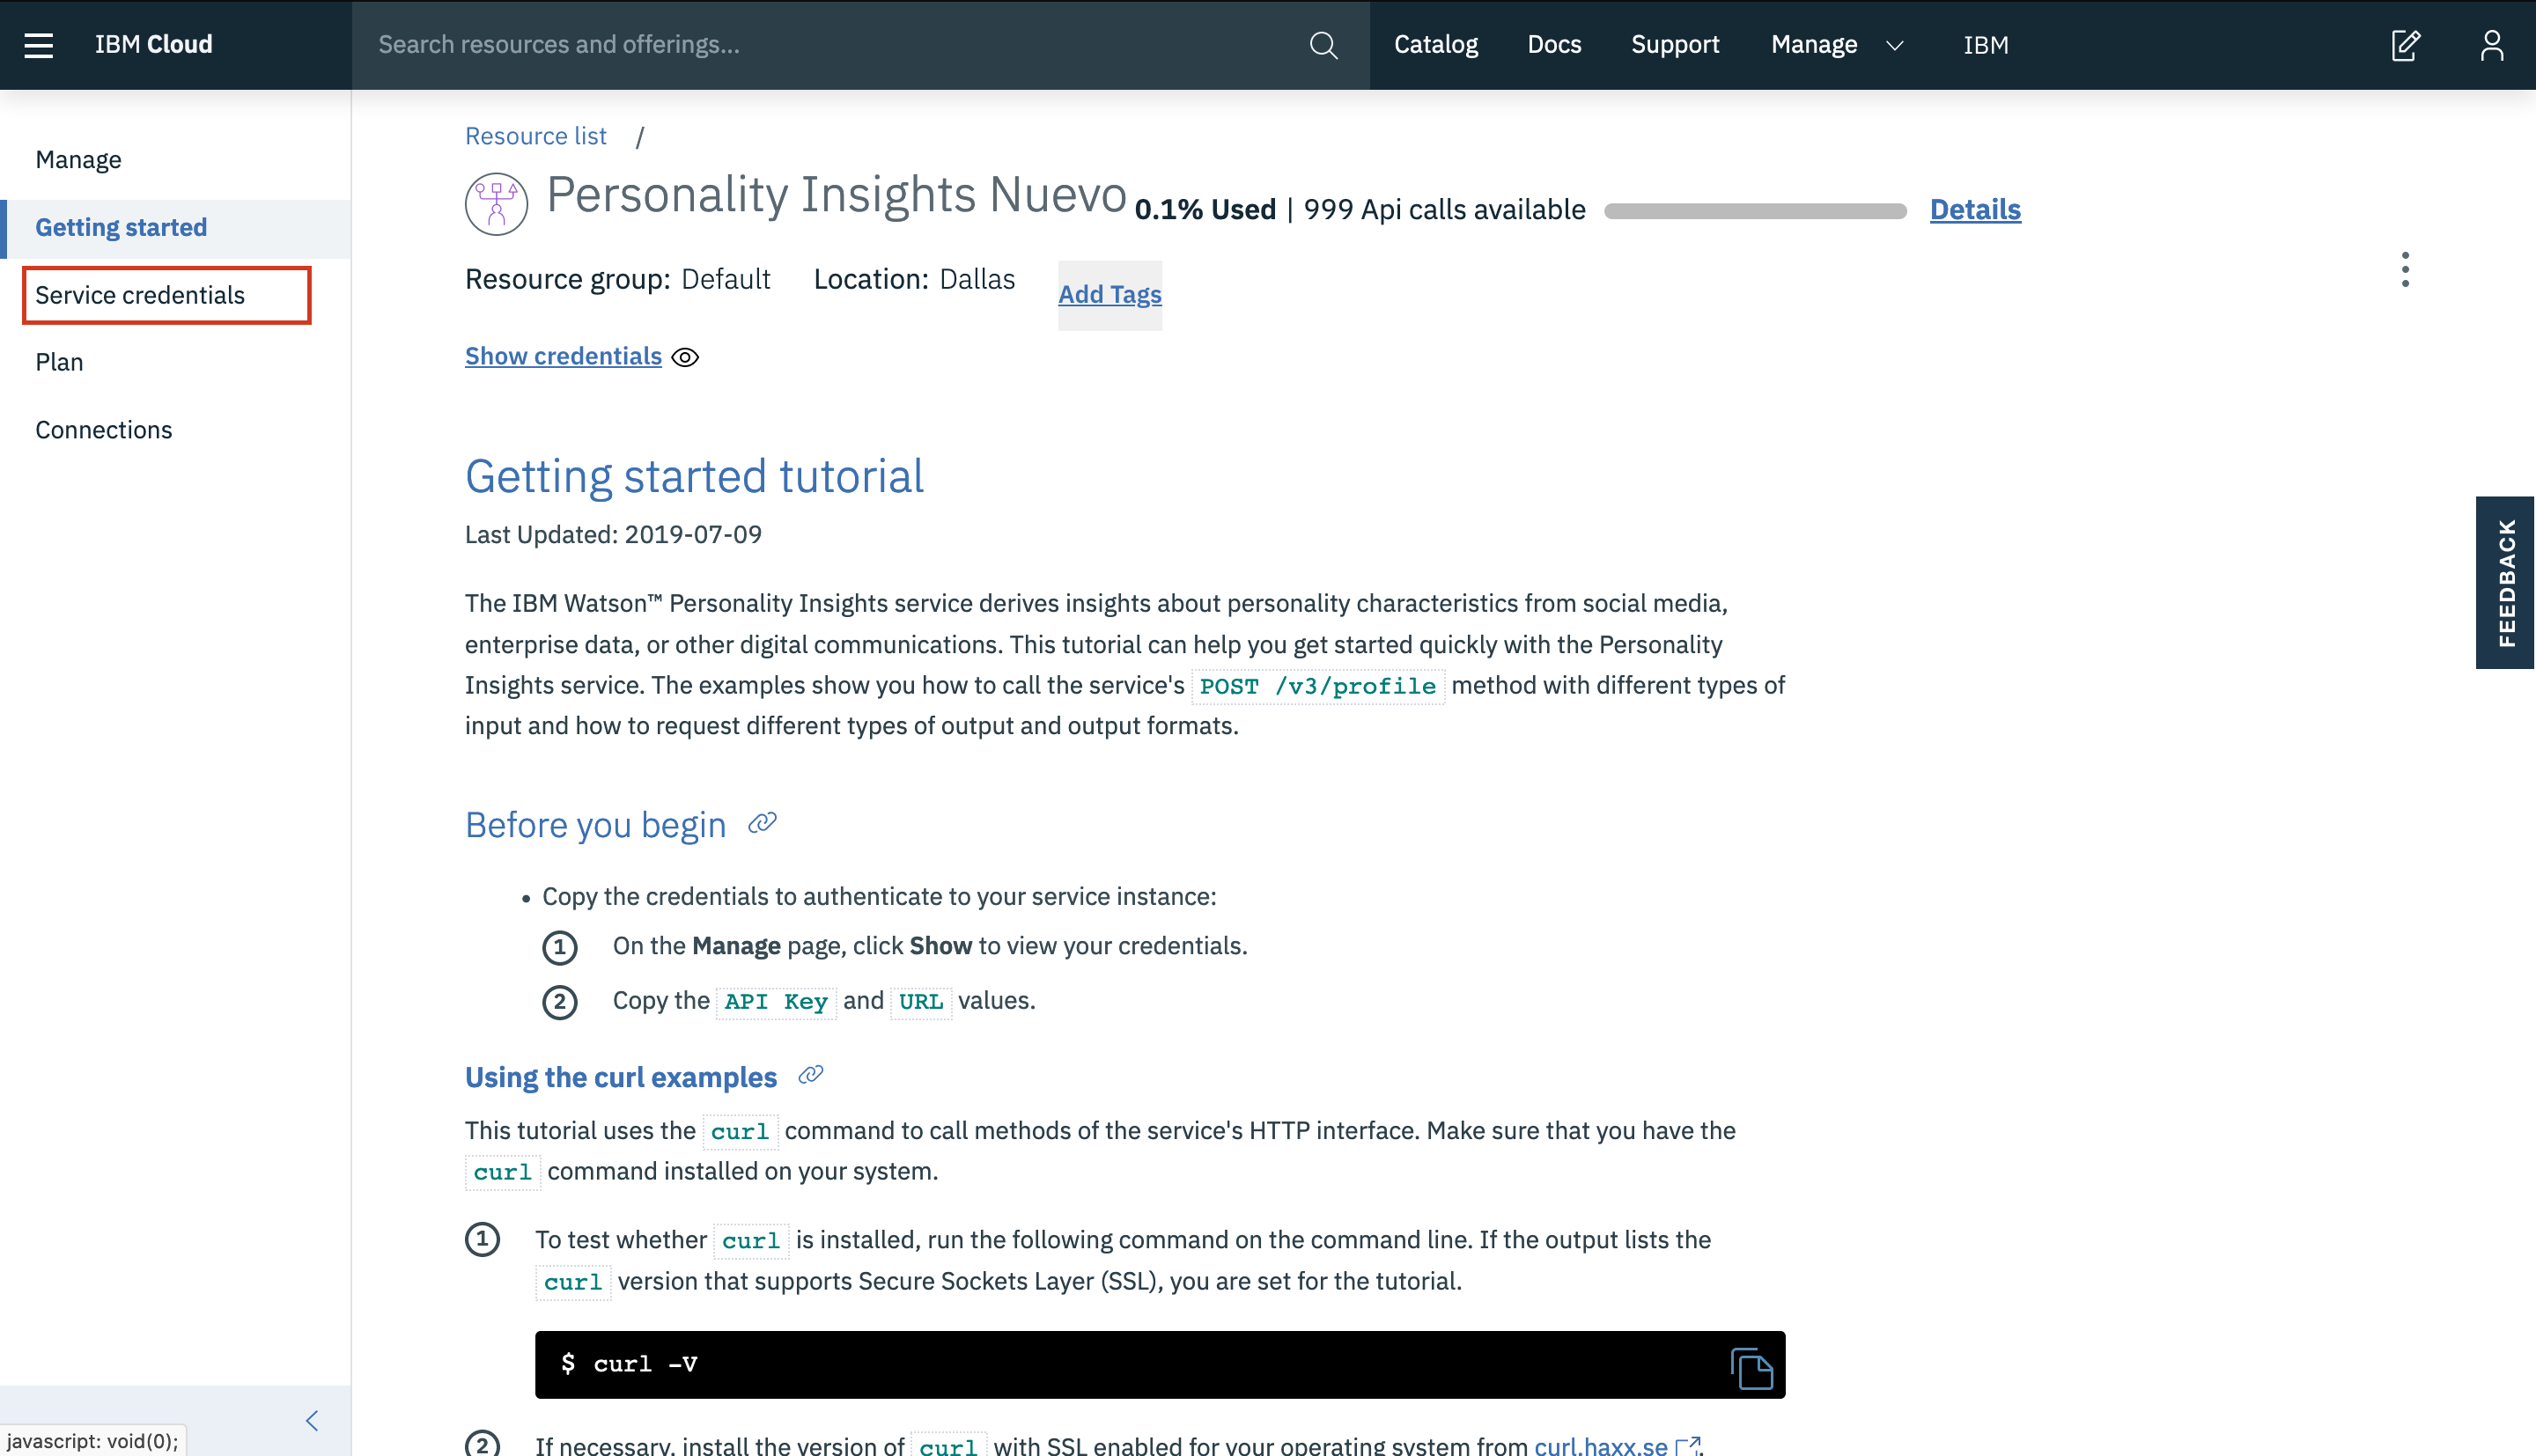 IBM Cloud
Search resources and offerings...
Catalog
Docs
Support
Manage
IBM
Manage
Getting started
Service credentials
Plan
Connections
Resource list /
Personality Insights Nuevo
0.1% Used | 999 Api calls available
Details
Resource group: Default
Location: Dallas
Add Tags
Show credentials
Getting started tutorial
Last Updated: 2019-07-09
The IBM Watson™ Personality Insights service derives insights about personality characteristics from social media,
enterprise data, or other digital communications. This tutorial can help you get started quickly with the Personality
Insights service. The examples show you how to call the service's POST /v3/profile method with different types of
input and how to request different types of output and output formats.
Before you begin
• Copy the credentials to authenticate to your service instance:
1 On the Manage page, click Show to view your credentials.
2 Copy the API Key and URL values.
Using the curl examples
This tutorial uses the curl command to call methods of the service's HTTP interface. Make sure that you have the
curl command installed on your system.
1 To test whether curl is installed, run the following command on the command line. If the output lists the
curl version that supports Secure Sockets Layer (SSL), you are set for the tutorial.
$ curl -V
2 If necessary, install the version of curl with SSL enabled for your operating system from curl.haxx.se.
FEEDBACK
javascript: void(0);